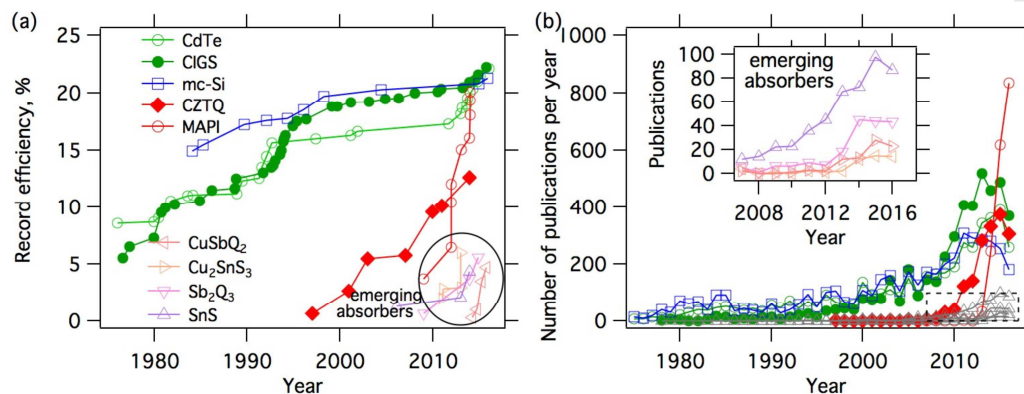 (a)
25
20
15
10
5
0
Record efficiency, %
CdTe
CIGS
mc-Si
CZTQ
MAPI
CuSbQ2
Cu2SnS3
Sb2Q3
SnS
emerging
absorbers
1980
1990
2000
2010
Year
(b)
1000
800
600
400
200
0
Number of publications per year
100
80
60
40
20
0
Publications
emerging
absorbers
2008
2012
2016
Year
1980
1990
2000
2010
Year